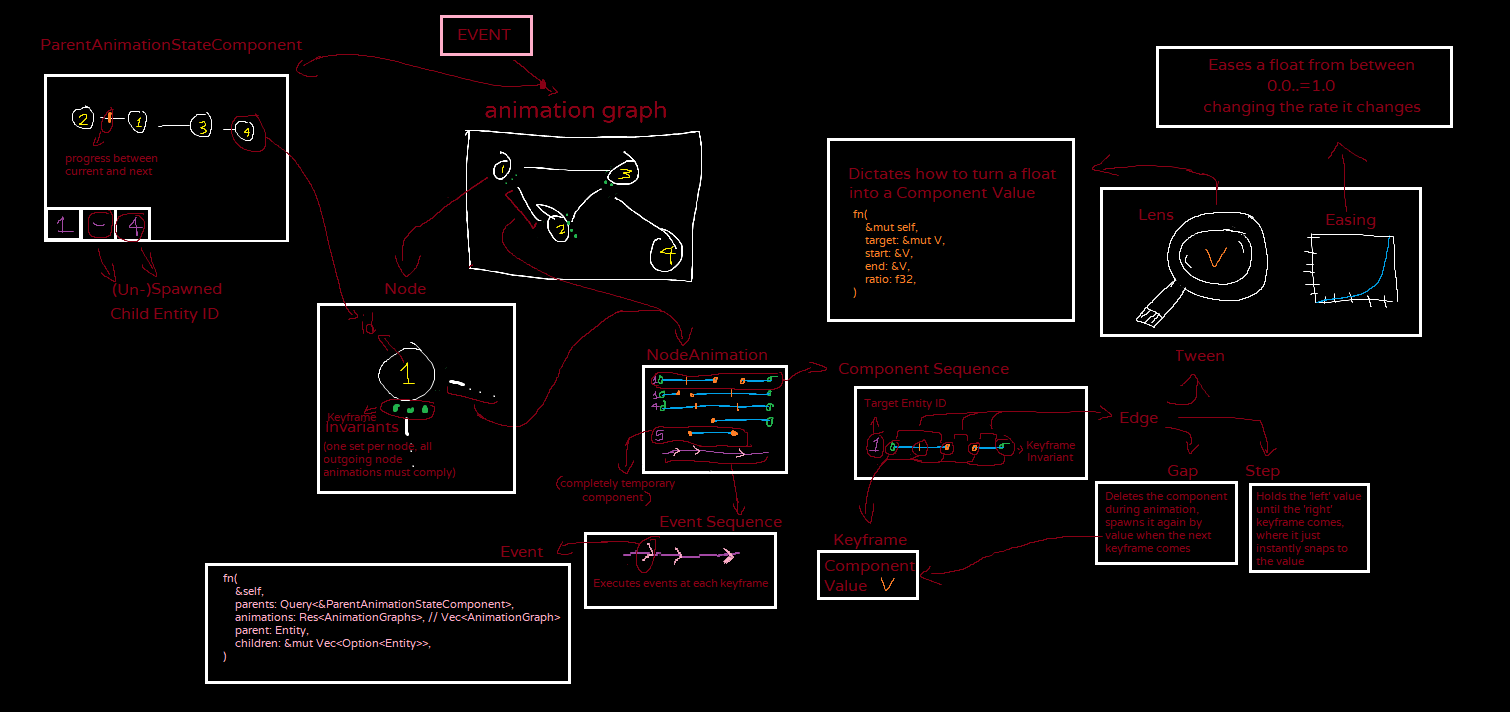 EVENT
ParentAnimationStateComponent
2
1
3
4
progress between
current and next
1 - 4
(Un-)Spawned
Child Entity ID
animation graph
1
3
2
4
Eases a float from between
0.0..=1.0
changing the rate it changes
Dictates how to turn a float
into a Component Value
fn(
&mut self,
target: &mut V,
start: &V,
end: &V,
ratio: f32,
)
Lens
V
Easing
Tween
Node
1
Keyframe
Invariants
(one set per node, all
outgoing node
animations must comply)
NodeAnimation
5
(completely temporary
component )
Component Sequence
Target Entity ID
1
Keyframe
Invariant
Edge
Gap
Deletes the component
during animation,
spawns it again by
value when the next
keyframe comes
Step
Holds the 'left' value
until the 'right'
keyframe comes,
where it just
instantly snaps to
the value
Keyframe
Component
Value V
Event Sequence
Executes events at each keyframe
Event
fn(
&self,
parents: Query<&ParentAnimationStateComponent>,
animations: Res<AnimationGraphs>, // Vec<AnimationGraph>
parent: Entity,
children: &mut Vec<Option<Entity>>,
)